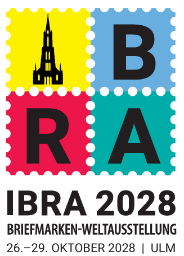 B
R A
IBRA 2028
BRIEFMARKEN-WELTAUSSTELLUNG
26.–29. OKTOBER 2028 | ULM